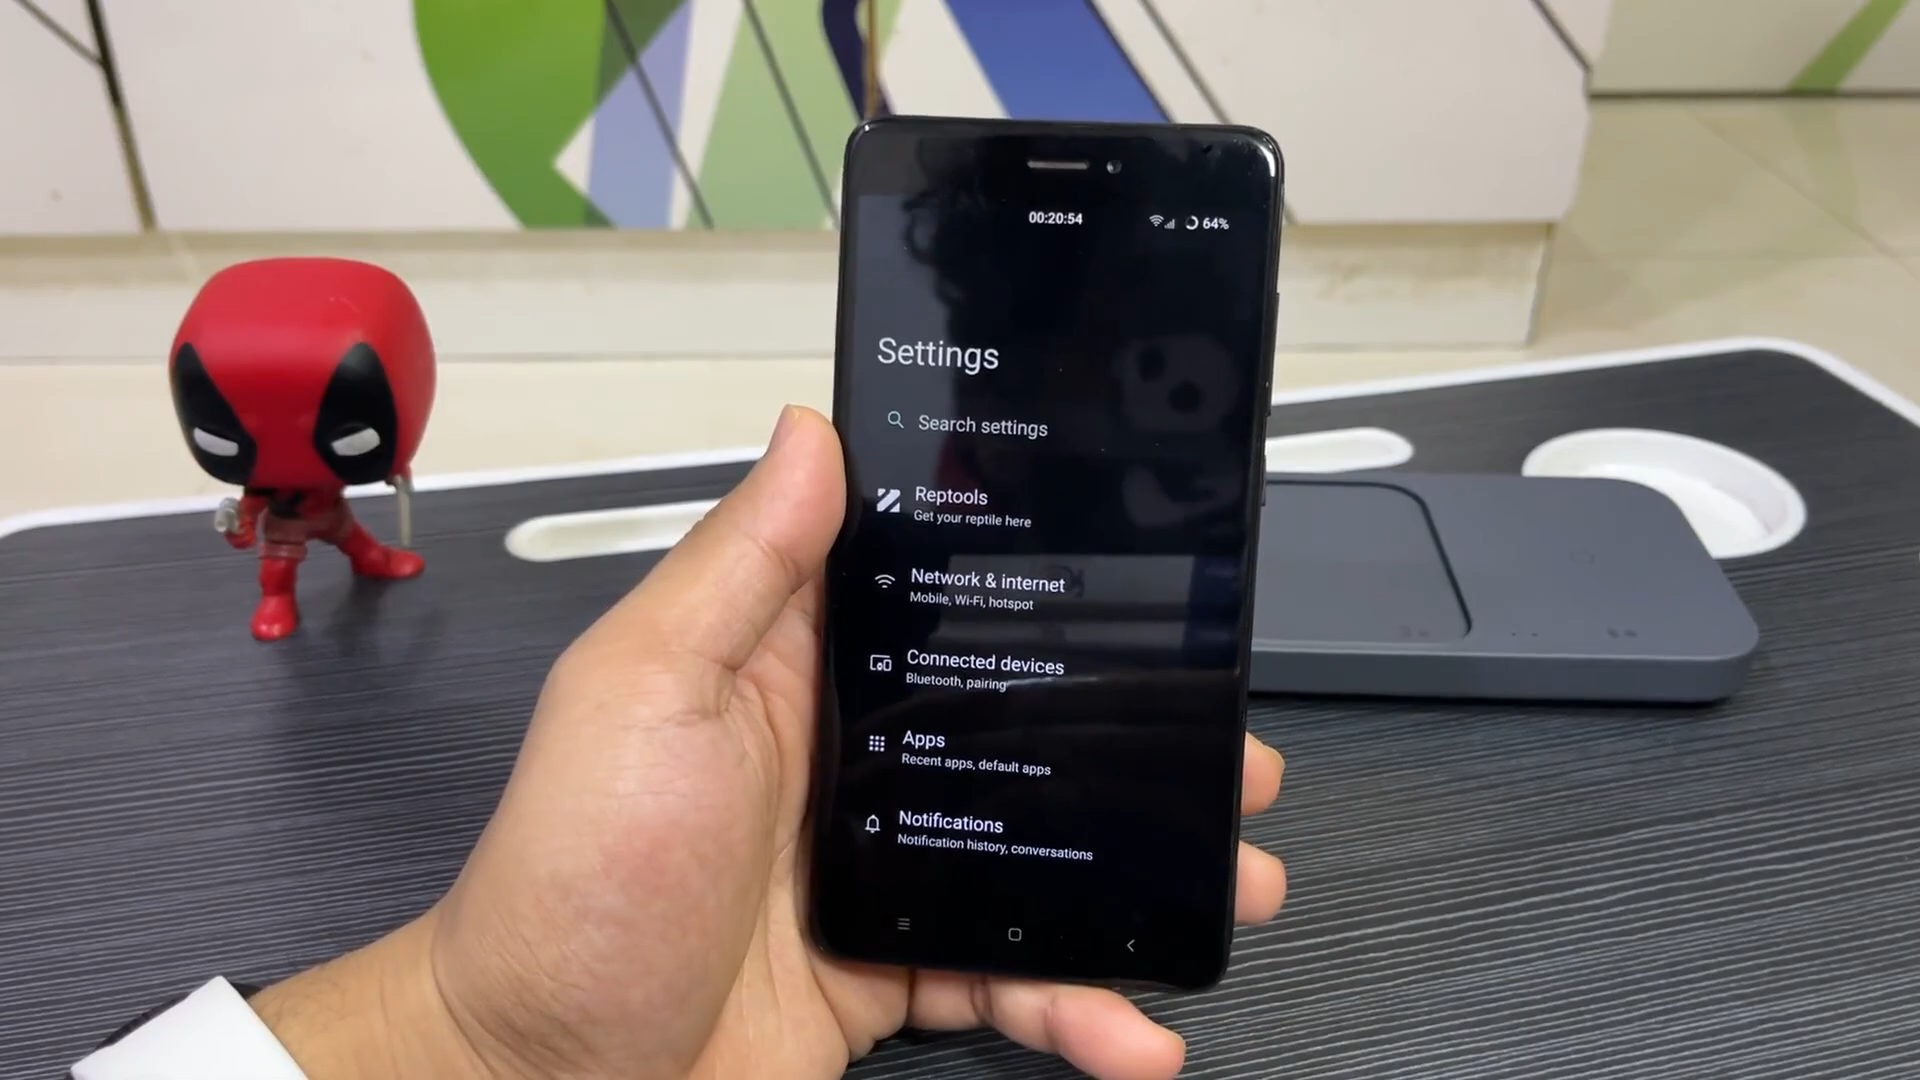 00:20:54
64%
Settings
Search settings
Reptools
Get your reptile here
Network & internet
Mobile, Wi-Fi, hotspot
Connected devices
Bluetooth, pairing
Apps
Recent apps, default apps
Notifications
Notification history, conversations